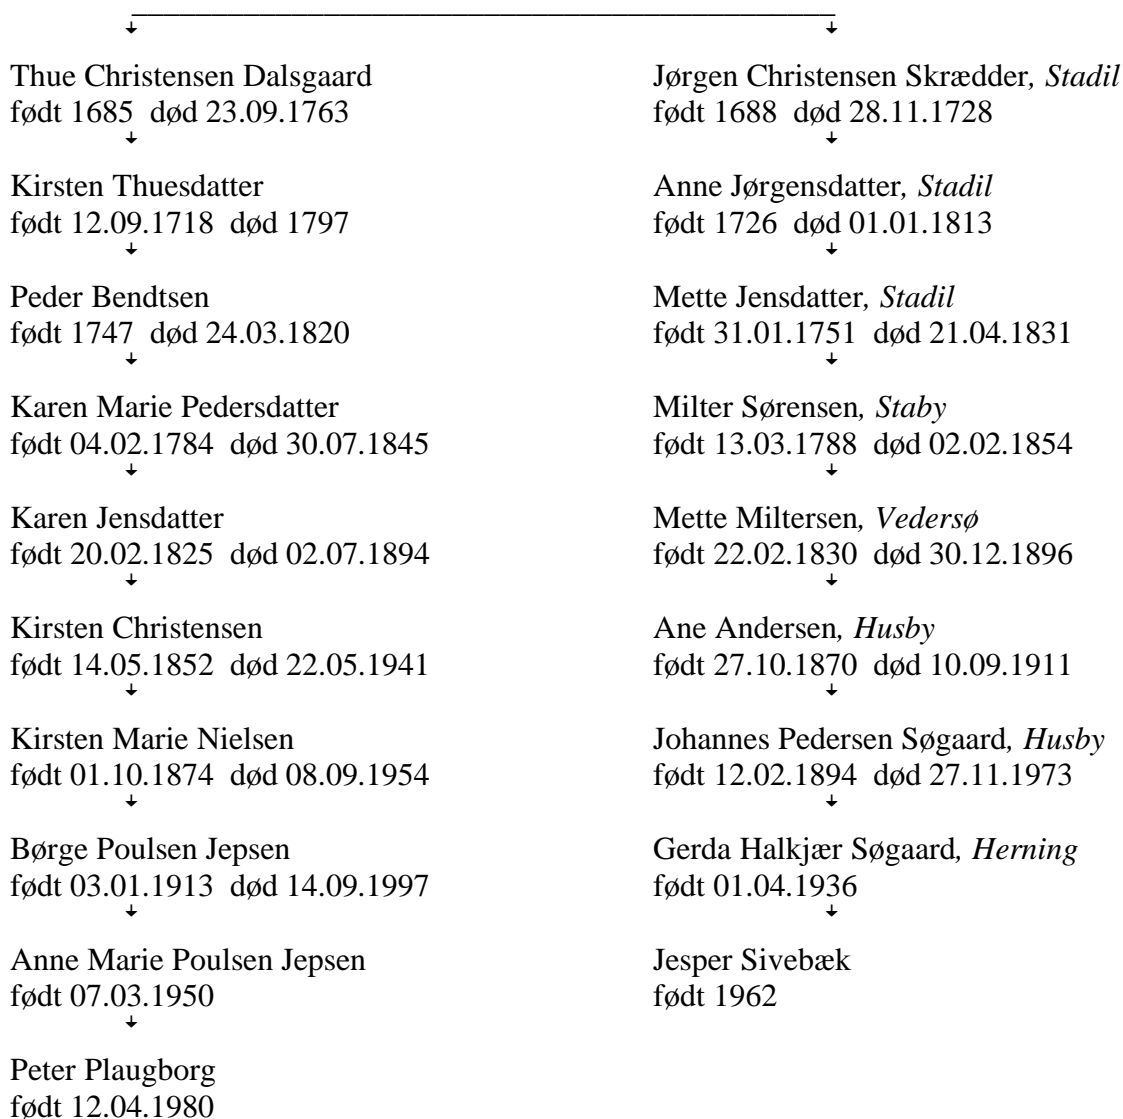 Thue Christensen Dalsgaard
født 1685 død 23.09.1763
Kirsten Thuesdatter
født 12.09.1718 død 1797
Peder Bendtsen
født 1747 død 24.03.1820
Karen Marie Pedersdatter
født 04.02.1784 død 30.07.1845
Karen Jensdatter
født 20.02.1825 død 02.07.1894
Kirsten Christensen
født 14.05.1852 død 22.05.1941
Kirsten Marie Nielsen
født 01.10.1874 død 08.09.1954
Børge Poulsen Jepsen
født 03.01.1913 død 14.09.1997
Anne Marie Poulsen Jepsen
født 07.03.1950
Peter Plaugborg
født 12.04.1980
Jørgen Christensen Skrædder, Stadil
født 1688 død 28.11.1728
Anne Jørgensdatter, Stadil
født 1726 død 01.01.1813
Mette Jensdatter, Stadil
født 31.01.1751 død 21.04.1831
Milter Sørensen, Staby
født 13.03.1788 død 02.02.1854
Mette Miltersen, Vedersø
født 22.02.1830 død 30.12.1896
Ane Andersen, Husby
født 27.10.1870 død 10.09.1911
Johannes Pedersen Søgaard, Husby
født 12.02.1894 død 27.11.1973
Gerda Halkjær Søgaard, Herning
født 01.04.1936
Jesper Sivebæk
født 1962